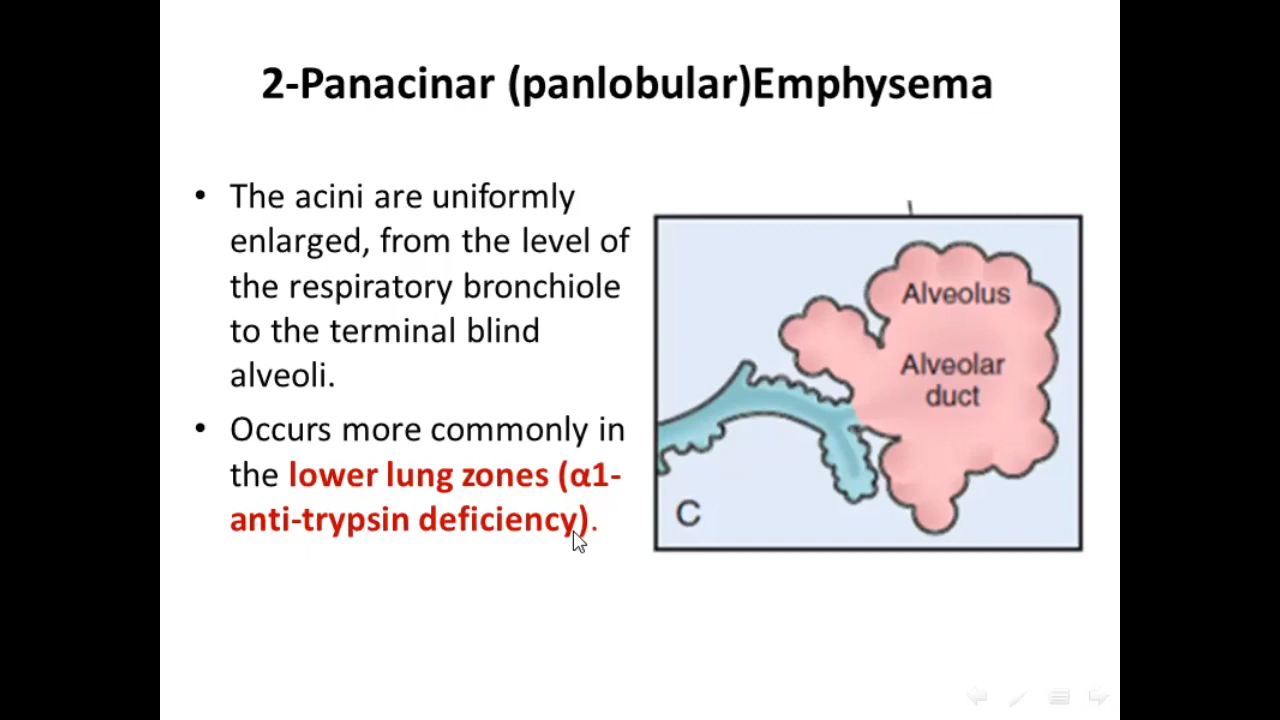 2-Panacinar (panlobular)Emphysema
• The acini are uniformly
enlarged, from the level of
the respiratory bronchiole
to the terminal blind
alveoli.
• Occurs more commonly in
the lower lung zones (α1-
anti-trypsin deficiency).
Alveolus
Alveolar
duct
C